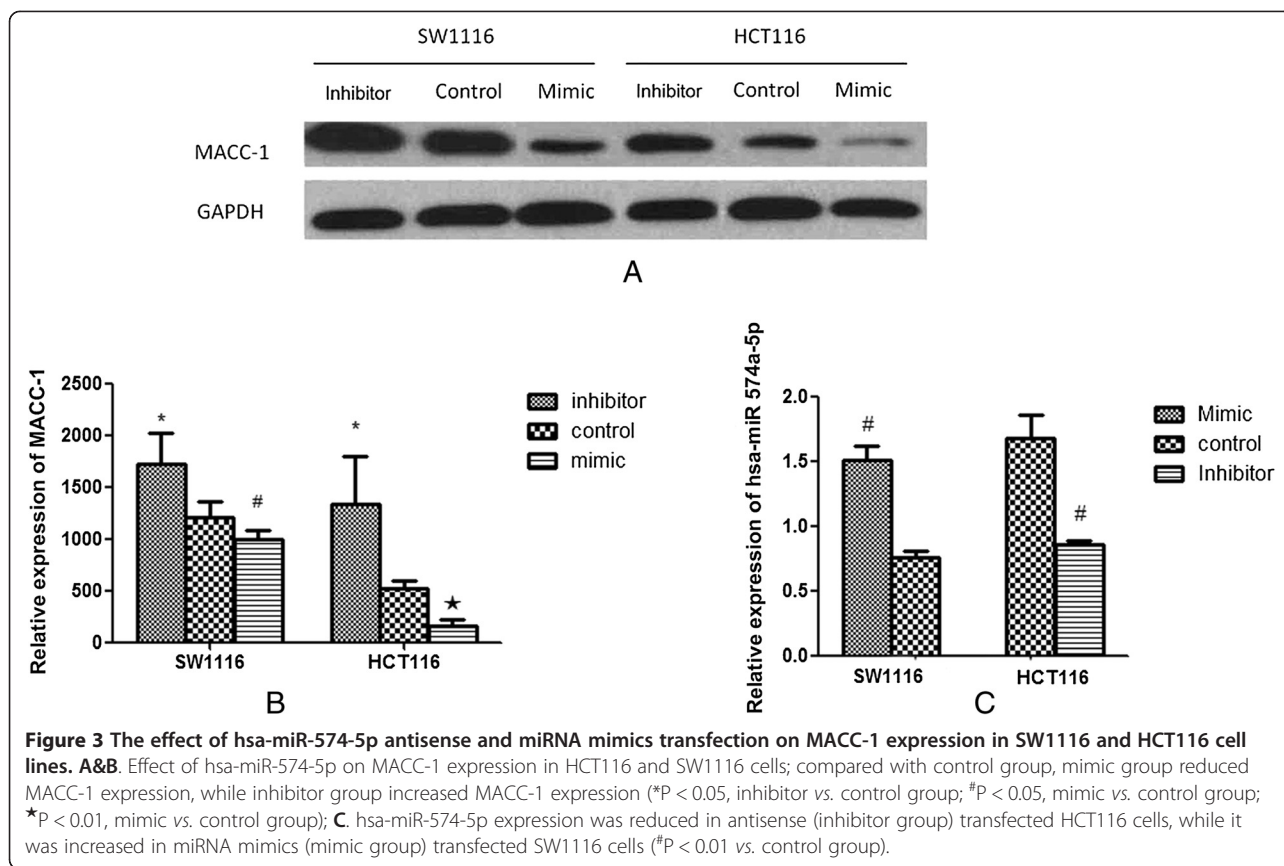 SW1116 HCT116
Inhibitor Control Mimic Inhibitor Control Mimic
MACC-1
GAPDH
A
Relative expression of MACC-1
2500
2000
1500
1000
500
0
* # * ★
SW1116 HCT116
inhibitor
control
mimic
B
Relative expression of hsa-miR 574a-5p
2.0
1.5
1.0
0.5
0.0
# #
SW1116 HCT116
Mimic
control
Inhibitor
C
Figure 3 The effect of hsa-miR-574-5p antisense and miRNA mimics transfection on MACC-1 expression in SW1116 and HCT116 cell
lines. A&B. Effect of hsa-miR-574-5p on MACC-1 expression in HCT116 and SW1116 cells; compared with control group, mimic group reduced
MACC-1 expression, while inhibitor group increased MACC-1 expression (*P < 0.05, inhibitor vs. control group; #P < 0.05, mimic vs. control group;
★P < 0.01, mimic vs. control group); C. hsa-miR-574-5p expression was reduced in antisense (inhibitor group) transfected HCT116 cells, while it
was increased in miRNA mimics (mimic group) transfected SW1116 cells (#P < 0.01 vs. control group).